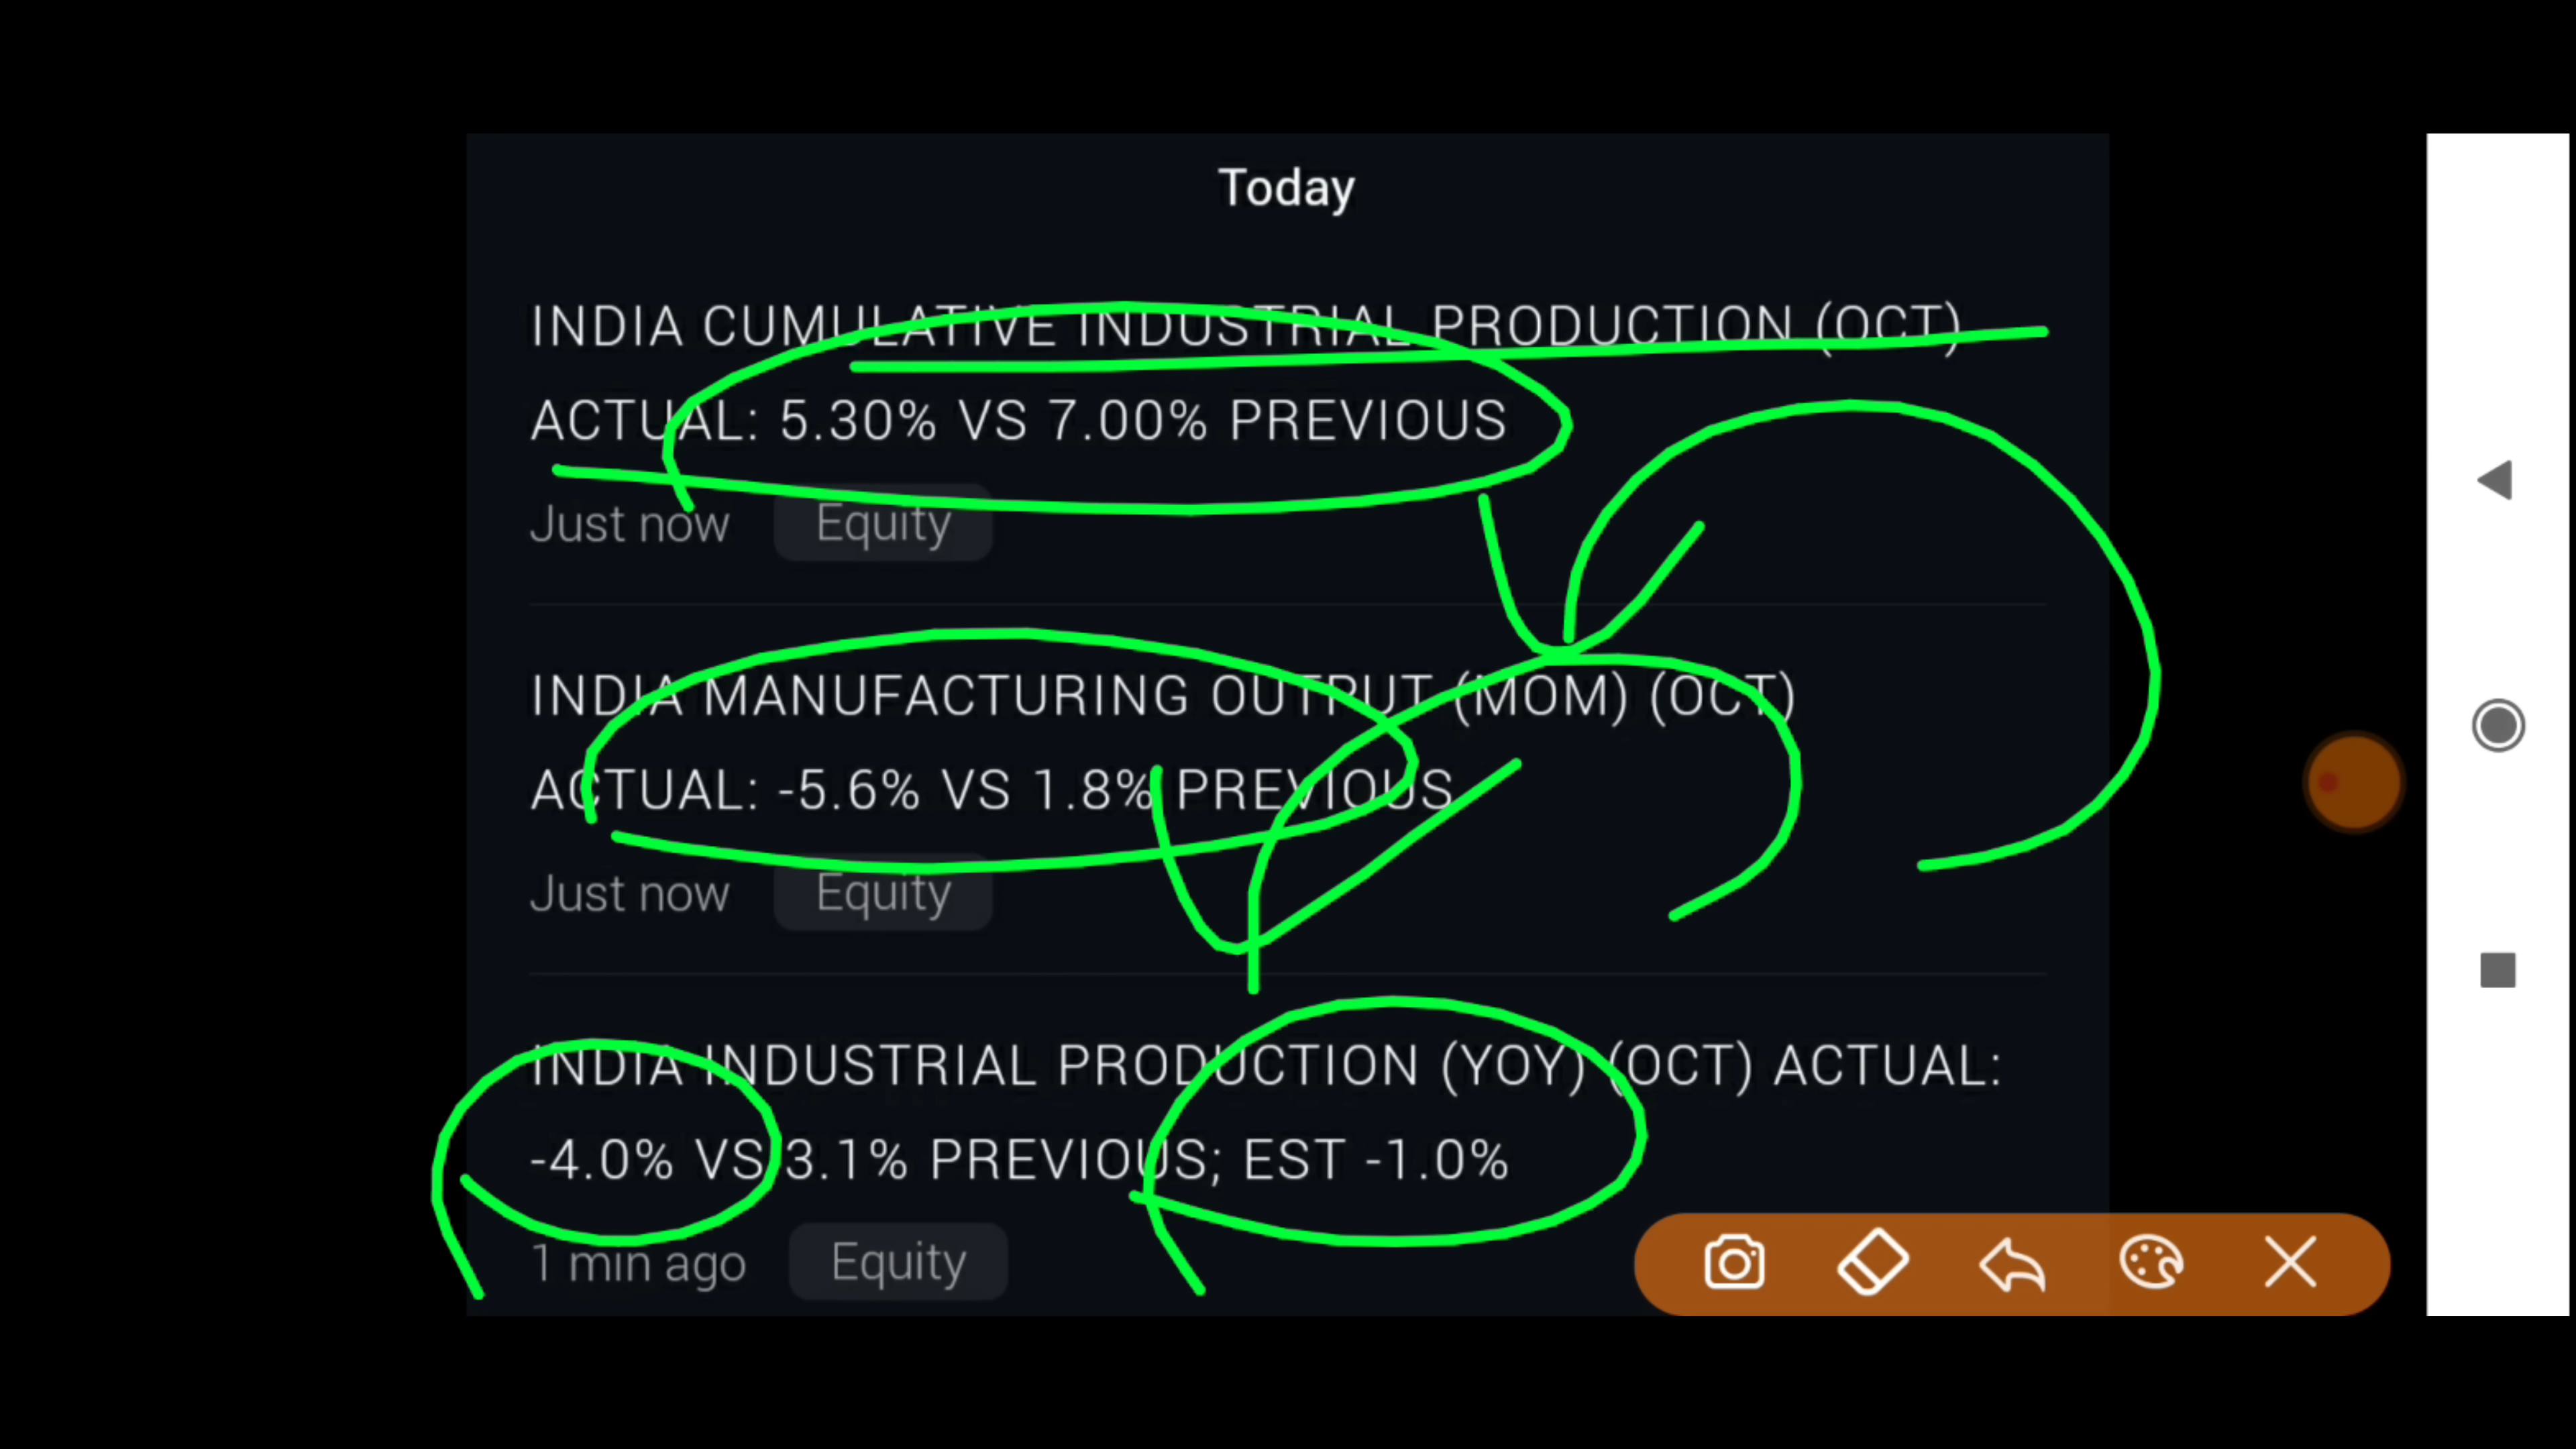 Today
INDIA CUMULATIVE INDUSTRIAL PRODUCTION (OCT)
ACTUAL: 5.30% VS 7.00% PREVIOUS
Just now Equity
INDIA MANUFACTURING OUTPUT (MOM) (OCT)
ACTUAL: -5.6% VS 1.8% PREVIOUS
Just now Equity
INDIA INDUSTRIAL PRODUCTION (YOY) (OCT) ACTUAL:
-4.0% VS 3.1% PREVIOUS; EST -1.0%
1 min ago Equity